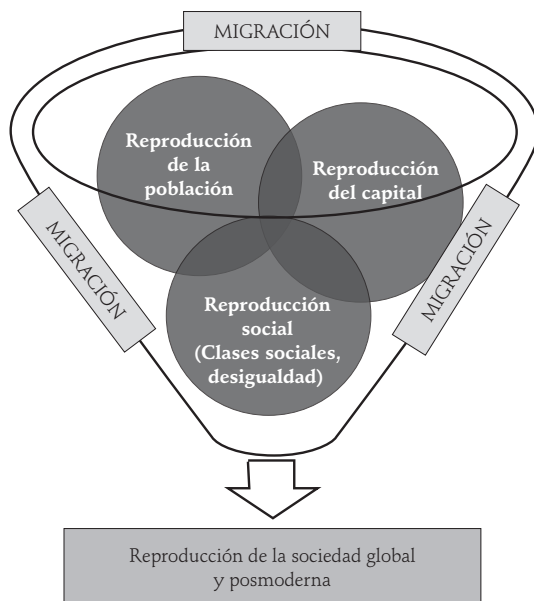 MIGRACIÓN
Reproducción
de la
población
Reproducción
del capital
MIGRACIÓN
MIGRACIÓN
Reproducción
social
(Clases sociales,
desigualdad)
Reproducción de la sociedad global
y posmoderna